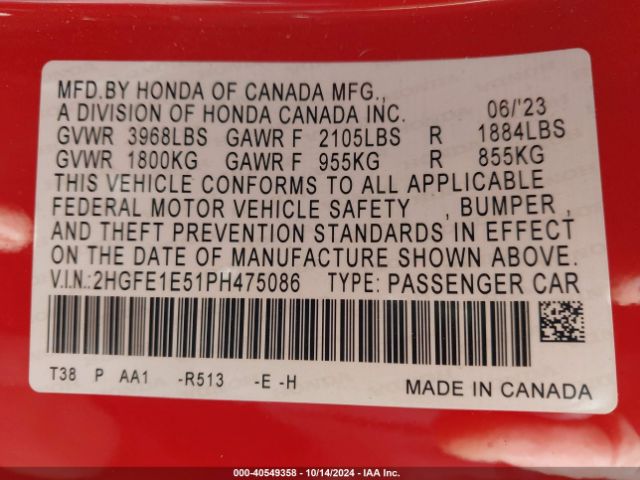 MFD.BY HONDA OF CANADA MFG.,
A DIVISION OF HONDA CANADA INC. 06/'23
GVWR 3968LBS GAWR F 2105LBS R 1884LBS
GVWR 1800KG GAWR F 955KG R 855KG
THIS VEHICLE CONFORMS TO ALL APPLICABLE
FEDERAL MOTOR VEHICLE SAFETY , BUMPER ,
AND THEFT PREVENTION STANDARDS IN EFFECT
ON THE DATE OF MANUFACTURE SHOWN ABOVE.
V.I.N.:2HGFE1E51PH475086 TYPE: PASSENGER CAR
T38 P AA1 -R513 -E -H
MADE IN CANADA
000-40549358 | 10/14/2024 | IAA Inc.